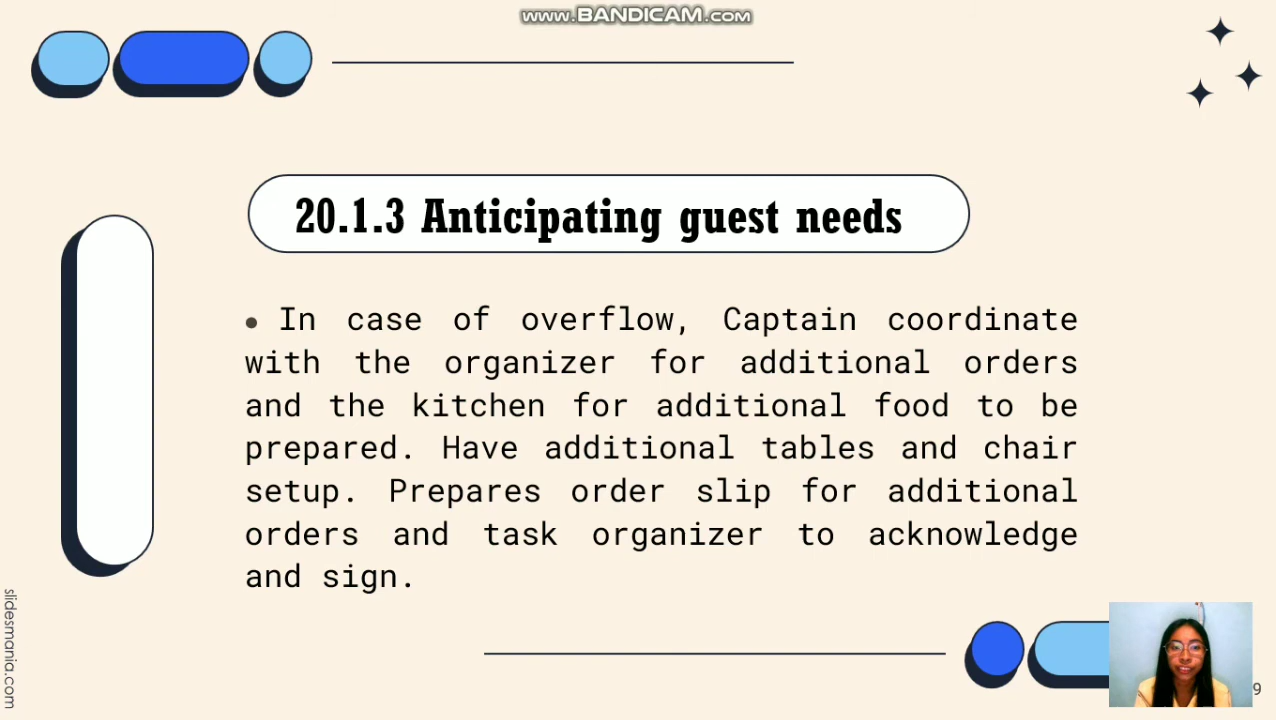 www.BANDICAM.com
20.1.3 Anticipating guest needs
• In case of overflow, Captain coordinate
with the organizer for additional orders
and the kitchen for additional food to be
prepared. Have additional tables and chair
setup. Prepares order slip for additional
orders and task organizer to acknowledge
and sign.
slidesmania.com
9